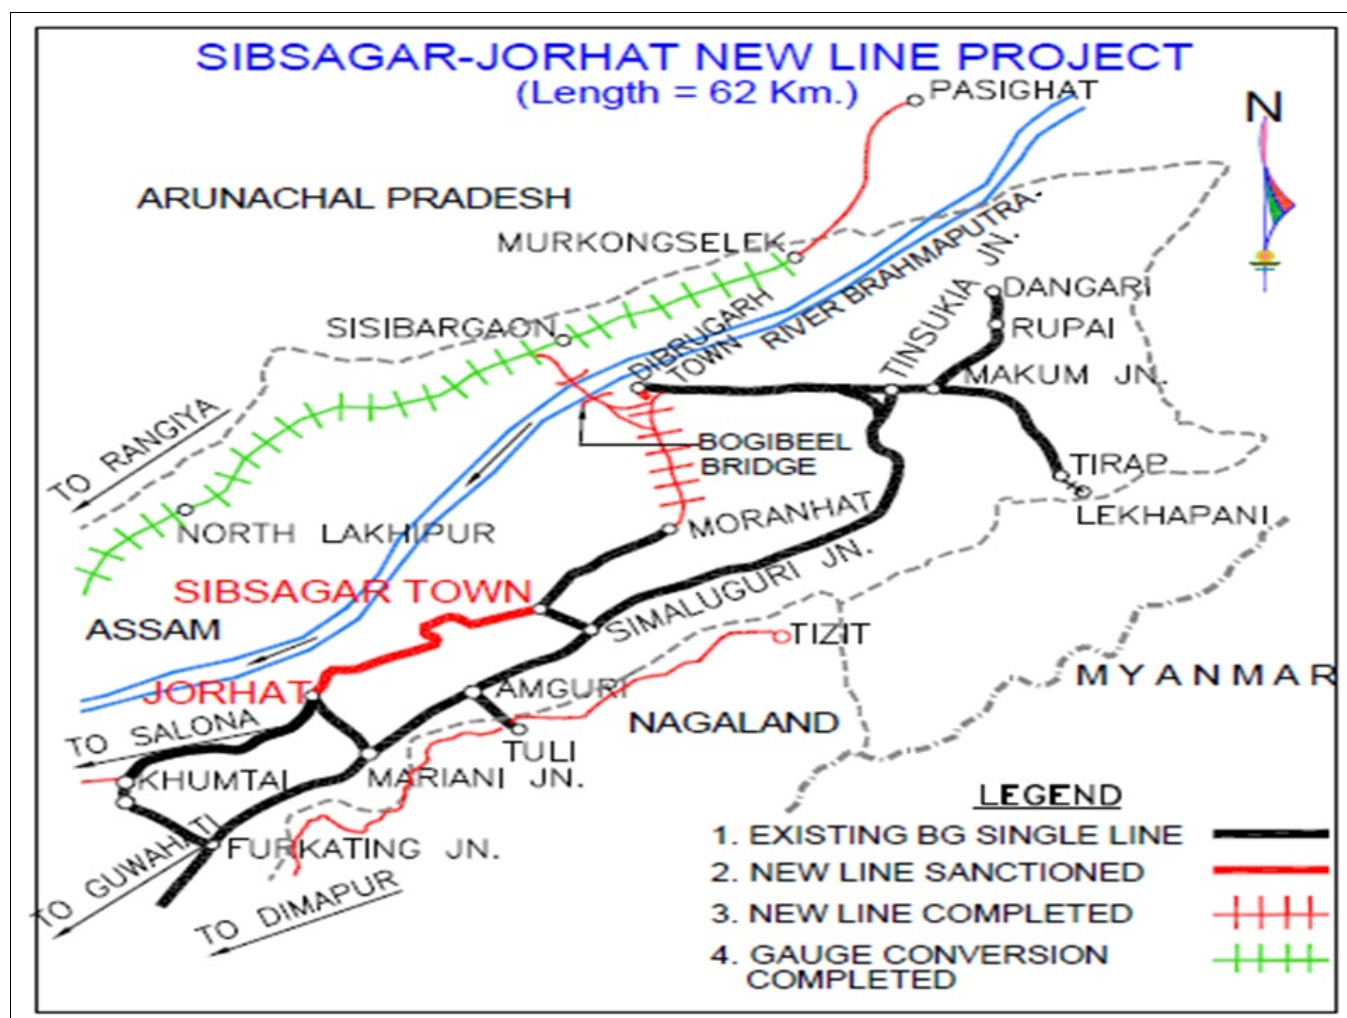 SIBSAGAR-JORHAT NEW LINE PROJECT
(Length = 62 Km.)
PASIGHAT
N
ARUNACHAL PRADESH
MURKONGSELEK
RIVER BRAHMAPUTRA
TINSUKIA JN.
DANGARI
SISIBARGAON
DIBRUGARH
TOWN
RUPAI
MAKUM JN.
TO RANGIYA
BOGIBEEL
BRIDGE
TIRAP
LEKHAPANI
NORTH LAKHIPUR
MORANHAT
SIBSAGAR TOWN
SIMALUGURI JN.
ASSAM
TIZIT
MYANMAR
JORHAT
AMGURI
NAGALAND
TO SALONA
TULI
KHUMTAI
MARIANI JN.
FURKATING JN.
TO GUWAHATI
TO DIMAPUR
LEGEND
1. EXISTING BG SINGLE LINE
2. NEW LINE SANCTIONED
3. NEW LINE COMPLETED
4. GAUGE CONVERSION
COMPLETED